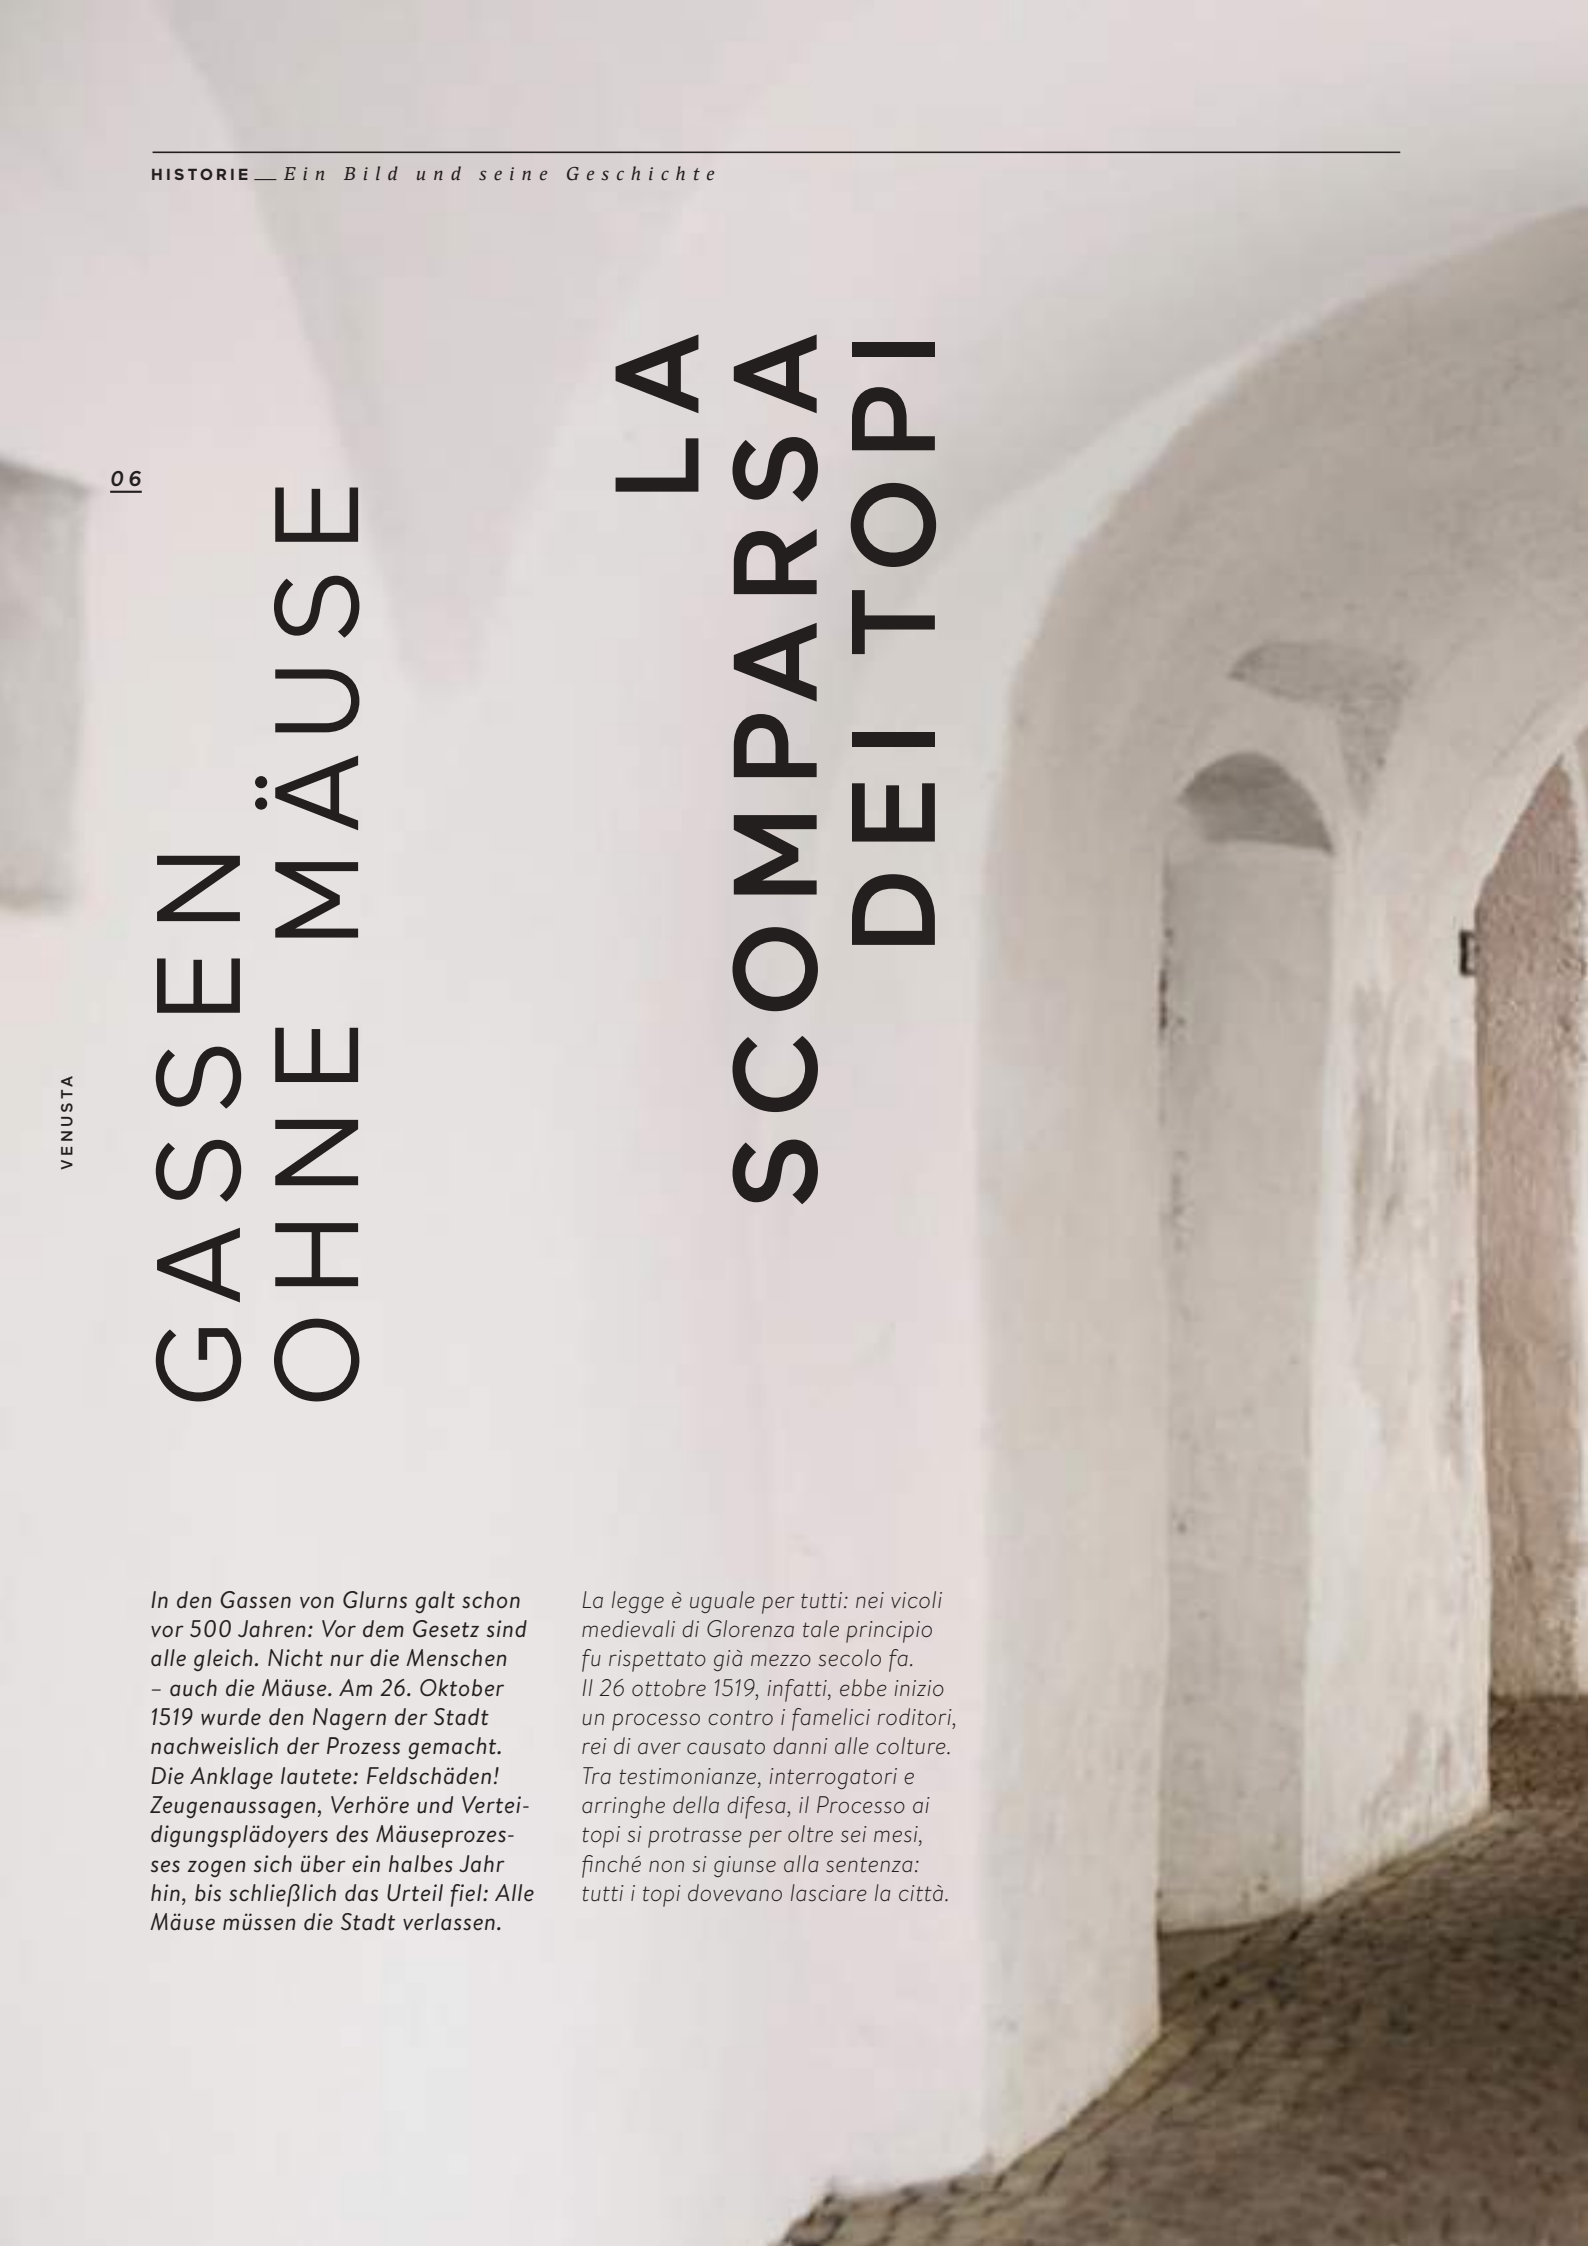 HISTORIE — Ein Bild und seine Geschichte
06
VENUSTA
GASSEN
OHNE MÄUSE
LA
SCOMPARSA
DEI TOPI
In den Gassen von Glurns galt schon
vor 500 Jahren: Vor dem Gesetz sind
alle gleich. Nicht nur die Menschen
– auch die Mäuse. Am 26. Oktober
1519 wurde den Nagern der Stadt
nachweislich der Prozess gemacht.
Die Anklage lautete: Feldschäden!
Zeugenaussagen, Verhöre und Vertei-
digungsplädoyers des Mäuseprozes-
ses zogen sich über ein halbes Jahr
hin, bis schließlich das Urteil fiel: Alle
Mäuse müssen die Stadt verlassen.
La legge è uguale per tutti: nei vicoli
medievali di Glorenza tale principio
fu rispettato già mezzo secolo fa.
Il 26 ottobre 1519, infatti, ebbe inizio
un processo contro i famelici roditori,
rei di aver causato danni alle colture.
Tra testimonianze, interrogatori e
arringhe della difesa, il Processo ai
topi si protrasse per oltre sei mesi,
finché non si giunse alla sentenza:
tutti i topi dovevano lasciare la città.